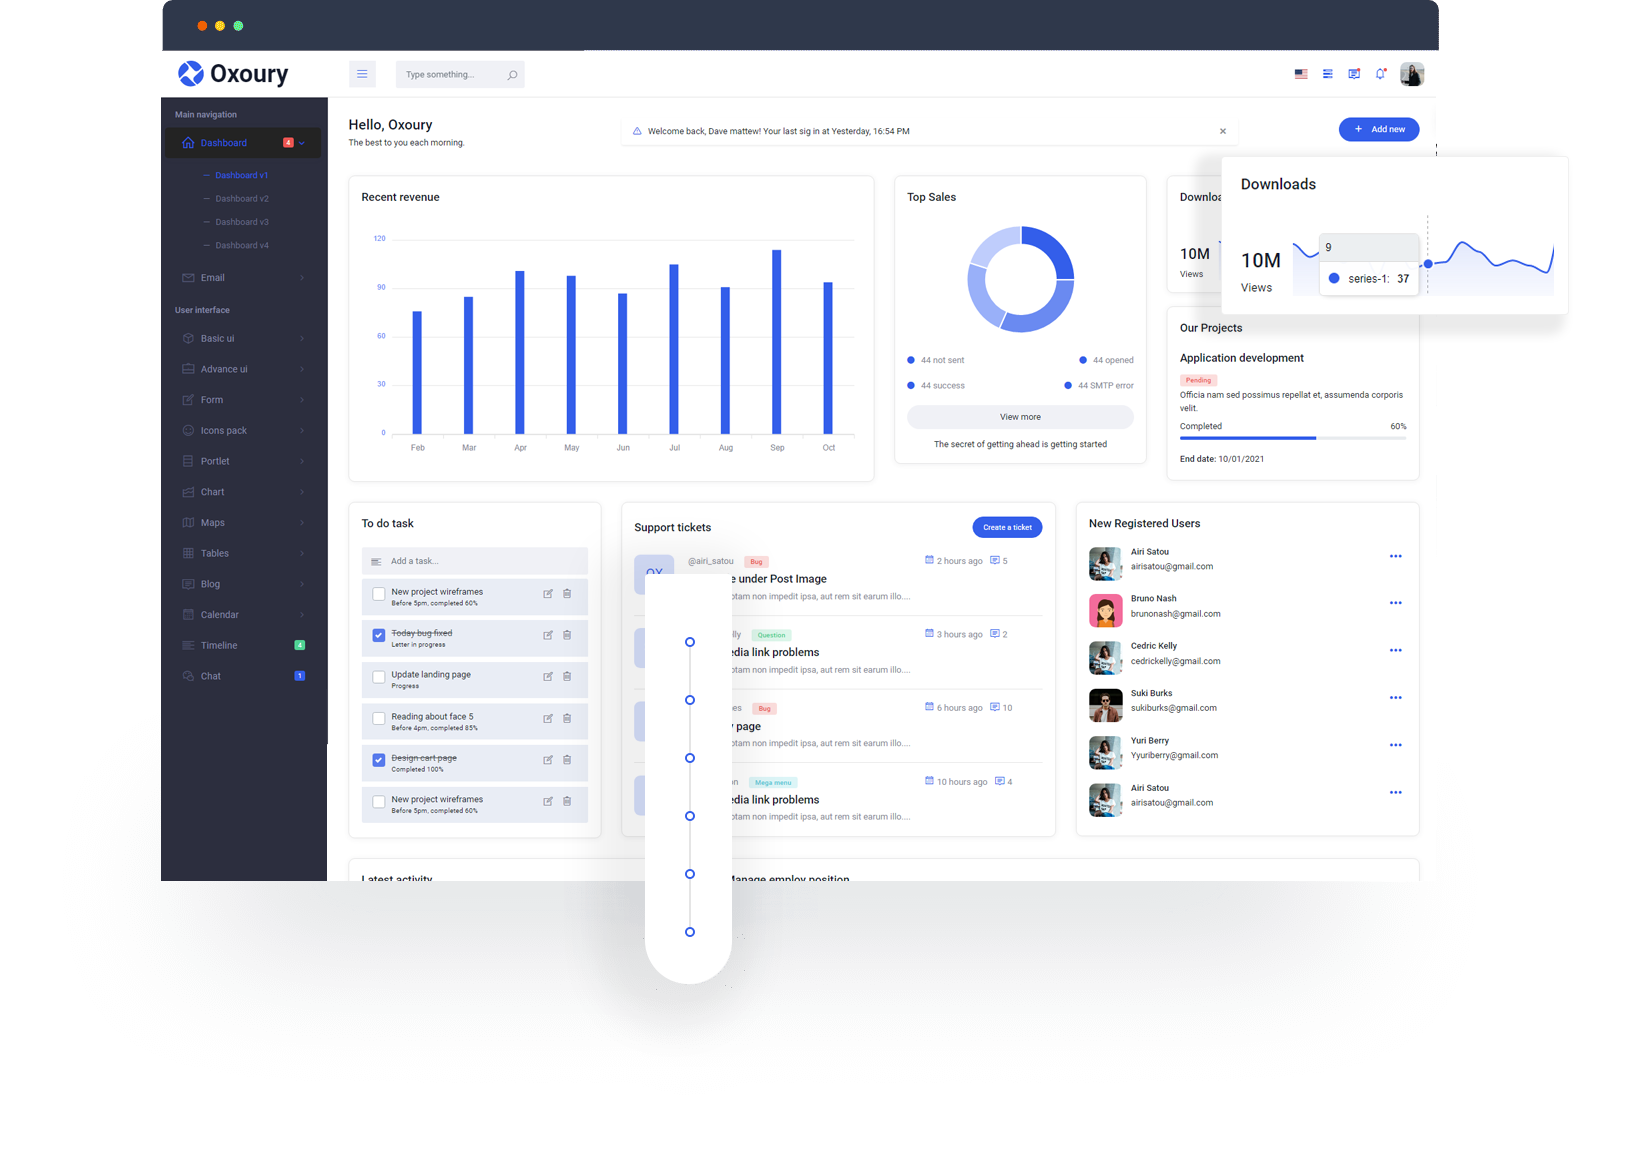 Oxoury
Type something...
Main navigation
Dashboard 4
Dashboard v1
Dashboard v2
Dashboard v3
Dashboard v4
Email
User interface
Basic ui
Advance ui
Form
Icons pack
Portlet
Chart
Maps
Tables
Blog
Calendar
Timeline 4
Chat 1
Hello, Oxoury
The best to you each morning.
Welcome back, Dave mattew! Your last sig in at Yesterday, 16:54 PM
Add new
Recent revenue
120
90
60
30
0
Feb Mar Apr May Jun Jul Aug Sep Oct
Top Sales
44 not sent 44 opened
44 success 44 SMTP error
View more
The secret of getting ahead is getting started
Downloa
10M
Views
Downloads
10M
Views
9
series-1: 37
Our Projects
Application development
Pending
Officia nam sed possimus repellat et, assumenda corporis
velit.
Completed 60%
End date: 10/01/2021
To do task
Add a task...
New project wireframes
Before 5pm, completed 60%
Today bug fixed
Letter in progress
Update landing page
Progress
Reading about face 5
Before 4pm, completed 85%
Design cart page
Completed 100%
New project wireframes
Before 5pm, completed 60%
Support tickets
Create a ticket
OX
@airi_satou Bug 2 hours ago 5
e under Post Image
otam non impedit ipsa, aut rem sit earum illo....
lly Question 3 hours ago 2
edia link problems
otam non impedit ipsa, aut rem sit earum illo....
es Bug 6 hours ago 10
y page
otam non impedit ipsa, aut rem sit earum illo....
on Mega menu 10 hours ago 4
edia link problems
otam non impedit ipsa, aut rem sit earum illo....
New Registered Users
Airi Satou
airisatou@gmail.com
Bruno Nash
brunonash@gmail.com
Cedric Kelly
cedrickelly@gmail.com
Suki Burks
sukiburks@gmail.com
Yuri Berry
Yyuriberry@gmail.com
Airi Satou
airisatou@gmail.com
Latest activity
Manage employ position